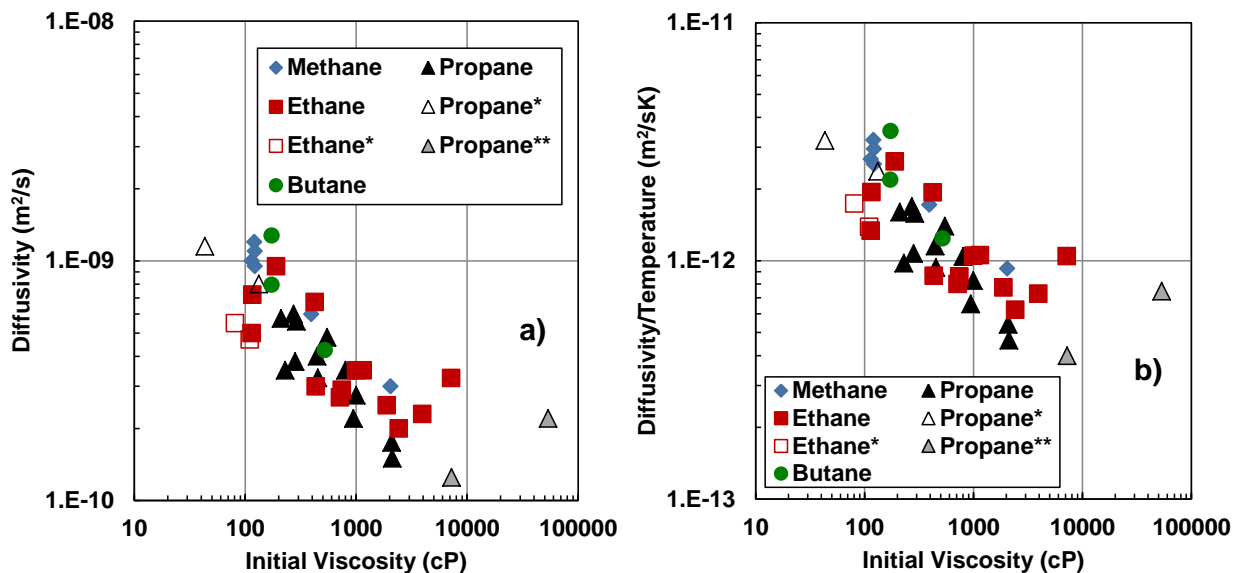 1.E-08
1.E-09
1.E-10
Diffusivity (m²/s)
Methane Propane
Ethane Propane*
Ethane* Propane**
Butane
a)
10 100 1000 10000 100000
Initial Viscosity (cP)
1.E-11
1.E-12
1.E-13
Diffusivity/Temperature (m²/sK)
b)
Methane Propane
Ethane Propane*
Ethane* Propane**
Butane
10 100 1000 10000 100000
Initial Viscosity (cP)